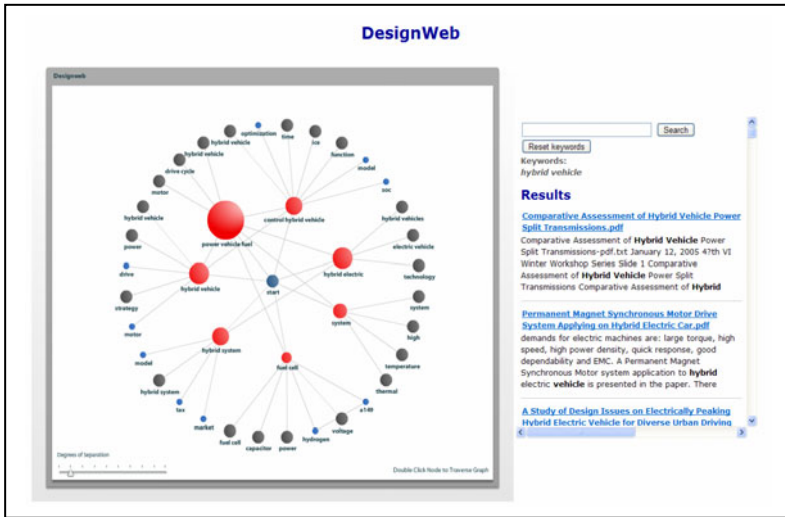 DesignWeb
Designweb
optimization
time
ice
function
model
soc
hybrid vehicle
hybrid vehicle
drive cycle
motor
hybrid vehicle
power
drive
strategy
motor
model
hybrid system
tax
market
fuel cell
capacitor
power
hydrogen
voltage
a149
thermal
temperature
high
system
technology
electric vehicle
hybrid vehicles
power vehicle fuel
control hybrid vehicle
hybrid electric
hybrid vehicle
start
system
hybrid system
fuel cell
Degrees of Separation
Double Click Node to Traverse Graph
Search
Reset keywords
Keywords:
hybrid vehicle
Results
Comparative Assessment of Hybrid Vehicle Power
Split Transmissions.pdf
Comparative Assessment of Hybrid Vehicle Power
Split Transmissions-pdf.txt January 12, 2005 4?th VI
Winter Workshop Series Slide 1 Comparative
Assessment of Hybrid Vehicle Power Split
Transmissions Comparative Assessment of Hybrid
Permanent Magnet Synchronous Motor Drive
System Applying on Hybrid Electric Car.pdf
demands for electric machines are: large torque, high
speed, high power density, quick response, good
dependability and EMC. A Permanent Magnet
Synchronous Motor system application to hybrid
electric vehicle is presented in the paper. There
A Study of Design Issues on Electrically Peaking
Hybrid Electric Vehicle for Diverse Urban Driving